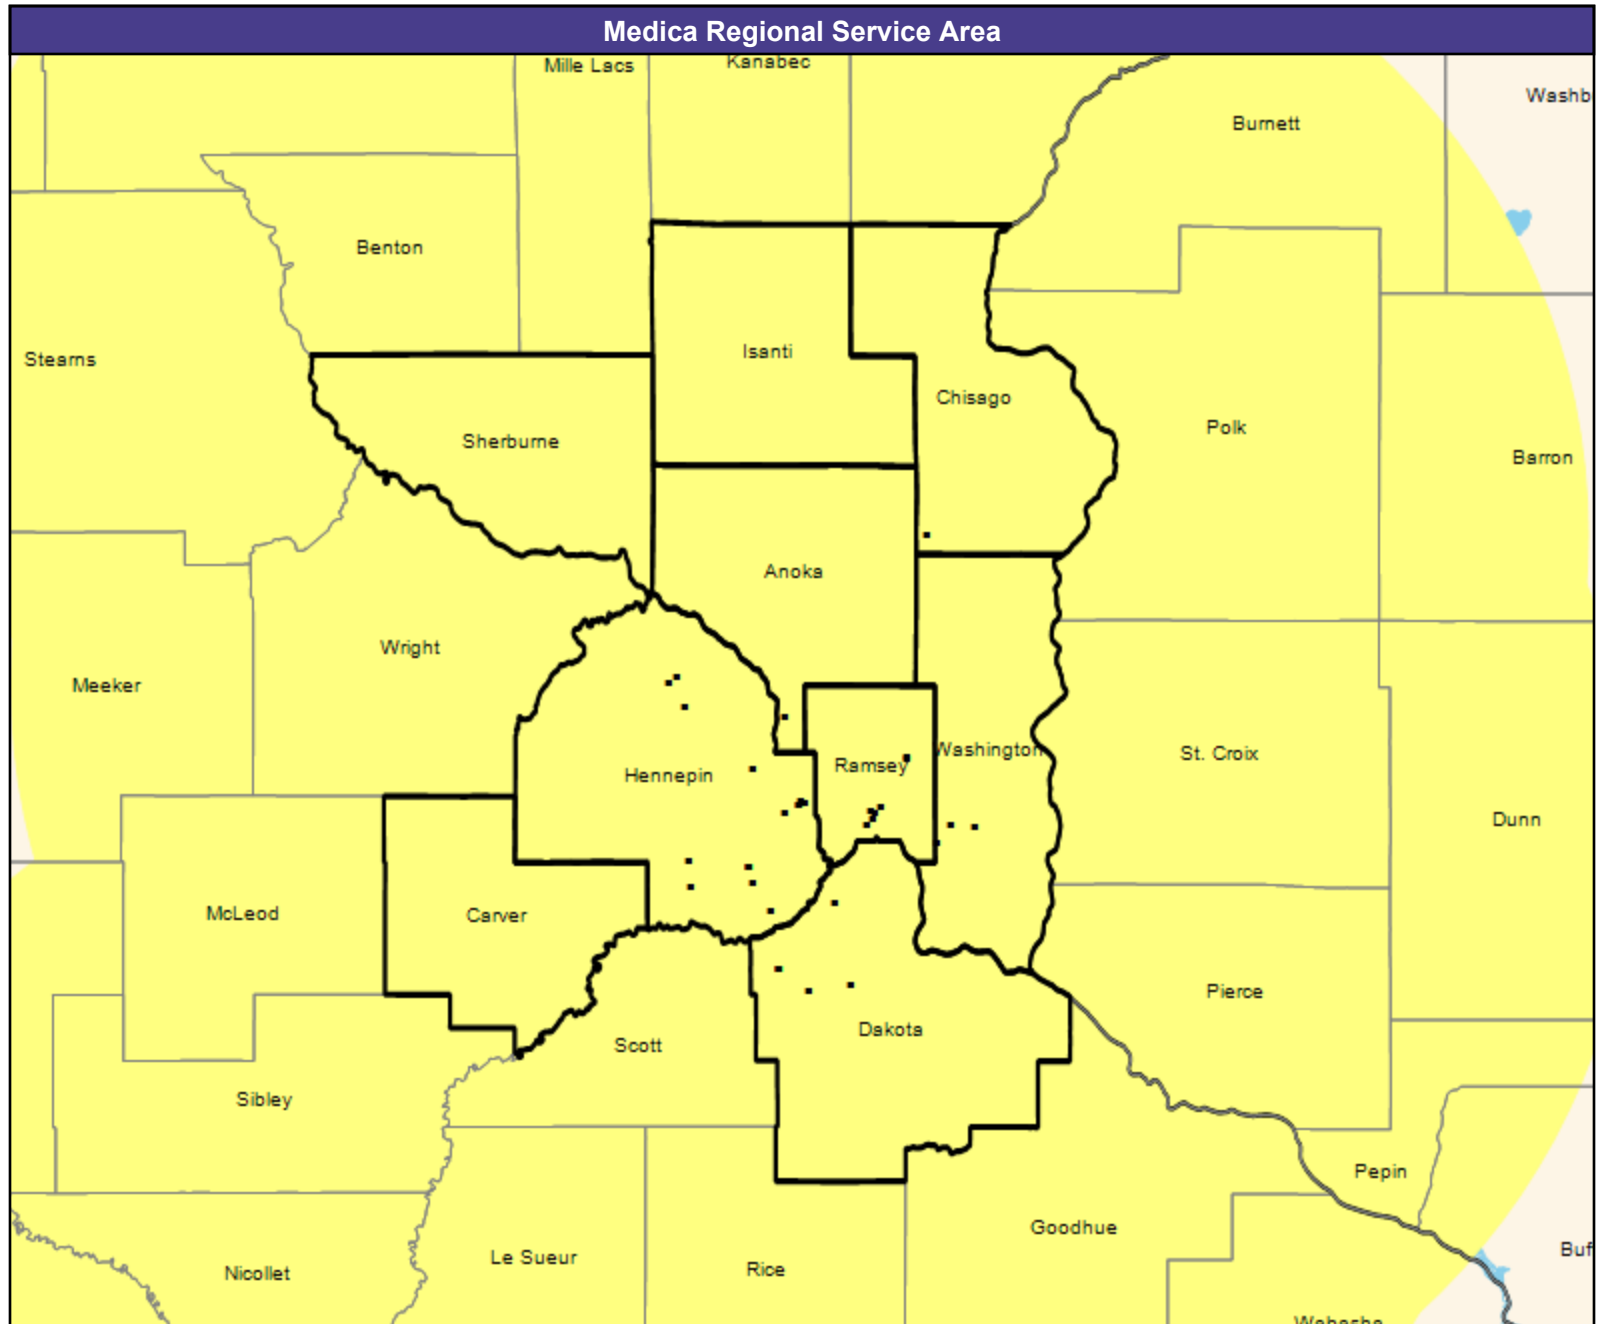 Medica Regional Service Area
Mille Lacs
Kanabec
Washb
Burnett
Benton
Stearns
Isanti
Chisago
Polk
Sherburne
Barron
Anoka
Wright
Meeker
Washington
St. Croix
Ramsey
Hennepin
Dunn
McLeod
Carver
Pierce
Dakota
Scott
Sibley
Pepin
Goodhue
Buf
Le Sueur
Rice
Nicollet